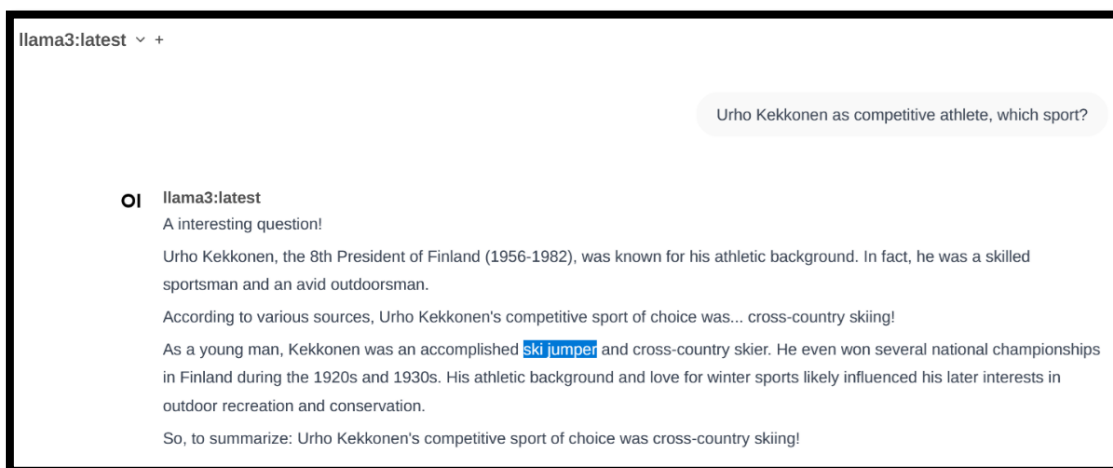 llama3:latest
Urho Kekkonen as competitive athlete, which sport?
OI
llama3:latest
A interesting question!
Urho Kekkonen, the 8th President of Finland (1956-1982), was known for his athletic background. In fact, he was a skilled
sportsman and an avid outdoorsman.
According to various sources, Urho Kekkonen's competitive sport of choice was... cross-country skiing!
As a young man, Kekkonen was an accomplished ski jumper and cross-country skier. He even won several national championships
in Finland during the 1920s and 1930s. His athletic background and love for winter sports likely influenced his later interests in
outdoor recreation and conservation.
So, to summarize: Urho Kekkonen's competitive sport of choice was cross-country skiing!